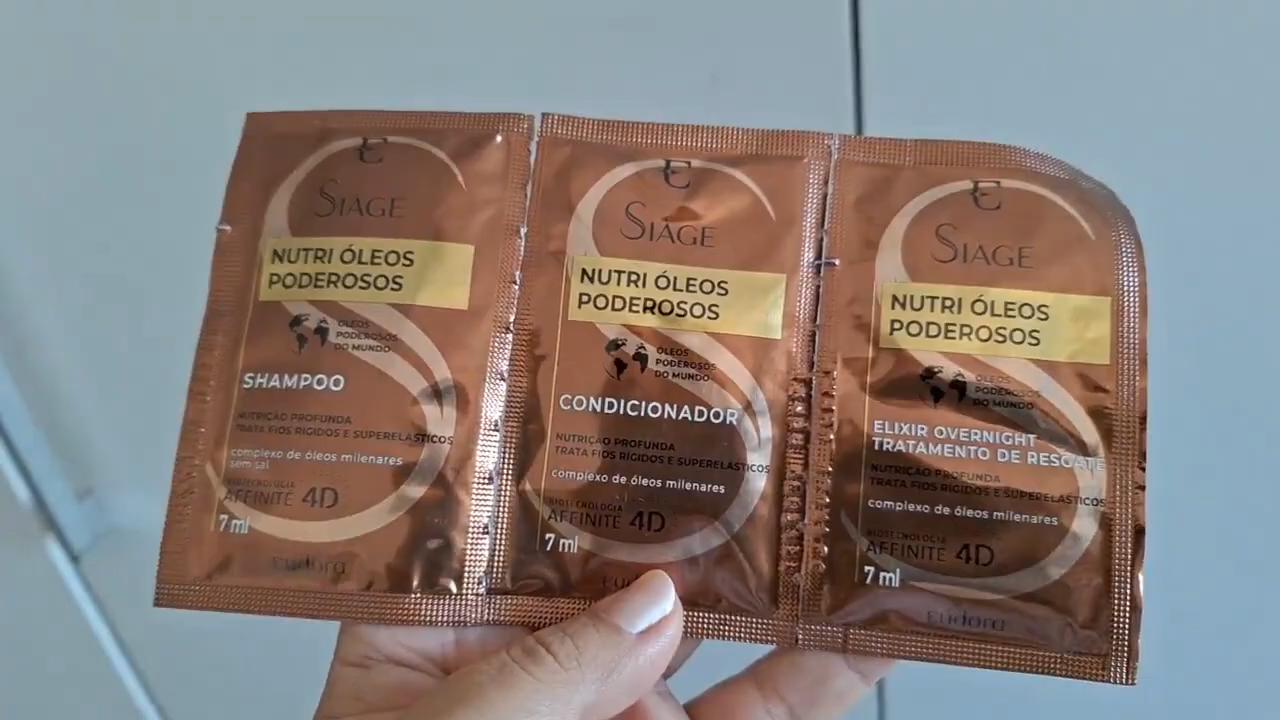 E
SIAGE
NUTRI ÓLEOS
PODEROSOS
ÓLEOS
PODEROSOS
DO MUNDO
SHAMPOO
NUTRIÇÃO PROFUNDA
TRATA FIOS RÍGIDOS E SUPERELÁSTICOS
complexo de óleos milenares
sem sal
BIOTECNOLOGIA
AFFINITÉ 4D
7 ml
eudora
E
SIAGE
NUTRI ÓLEOS
PODEROSOS
ÓLEOS
PODEROSOS
DO MUNDO
CONDICIONADOR
NUTRIÇÃO PROFUNDA
TRATA FIOS RÍGIDOS E SUPERELÁSTICOS
complexo de óleos milenares
BIOTECNOLOGIA
AFFINITÉ 4D
7 ml
E
SIAGE
NUTRI ÓLEOS
PODEROSOS
ÓLEOS
PODEROSOS
DO MUNDO
ELIXIR OVERNIGHT
TRATAMENTO DE RESGATE
NUTRIÇÃO PROFUNDA
TRATA FIOS RÍGIDOS E SUPERELÁSTICOS
complexo de óleos milenares
BIOTECNOLOGIA
AFFINITÉ 4D
7 ml
eudora